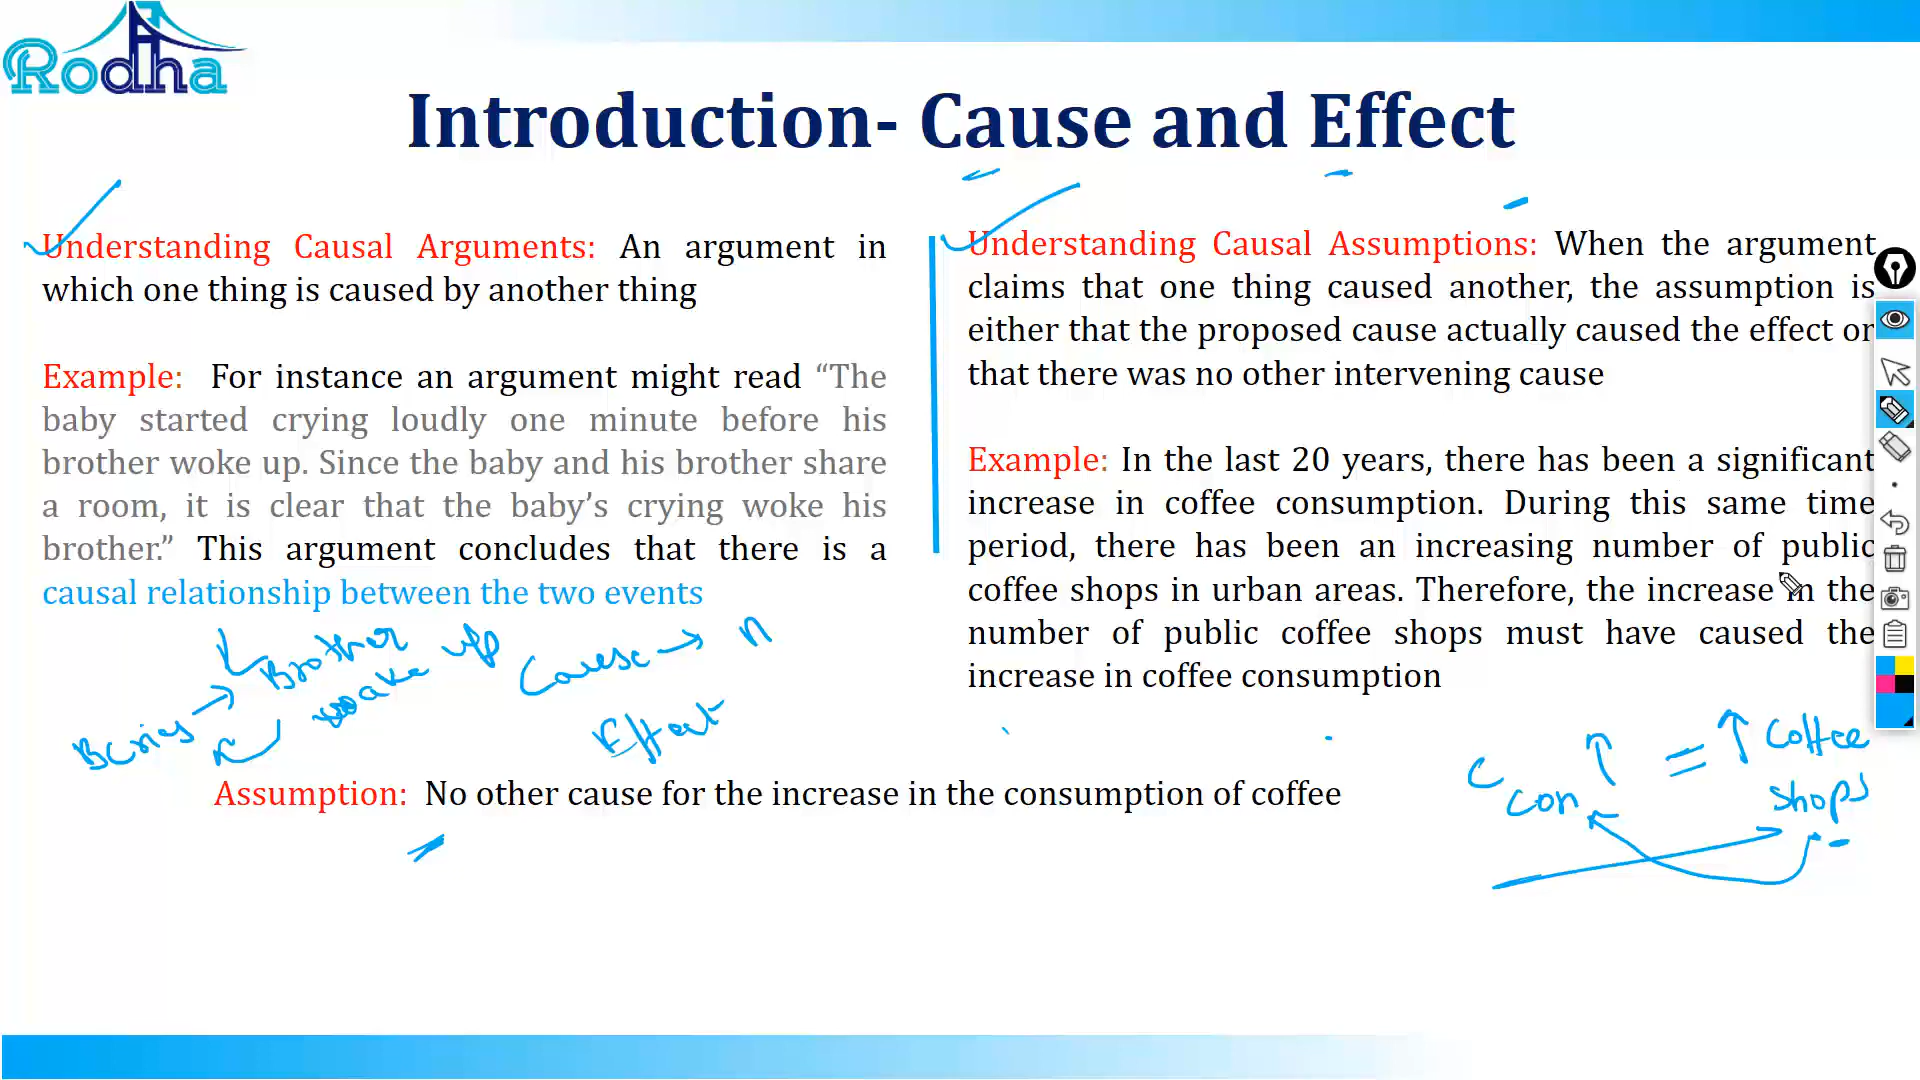 Rodha
Introduction- Cause and Effect
Understanding Causal Arguments: An argument in
which one thing is caused by another thing
Example: For instance an argument might read “The
baby started crying loudly one minute before his
brother woke up. Since the baby and his brother share
a room, it is clear that the baby’s crying woke his
brother.” This argument concludes that there is a
causal relationship between the two events
Brother
woke up
B cries
Cause → n
Effect
Understanding Causal Assumptions: When the argument
claims that one thing caused another, the assumption is
either that the proposed cause actually caused the effect or
that there was no other intervening cause
Example: In the last 20 years, there has been a significant
increase in coffee consumption. During this same time
period, there has been an increasing number of public
coffee shops in urban areas. Therefore, the increase in the
number of public coffee shops must have caused the
increase in coffee consumption
C con ↑ = ↑ Coffee
shops
Assumption: No other cause for the increase in the consumption of coffee